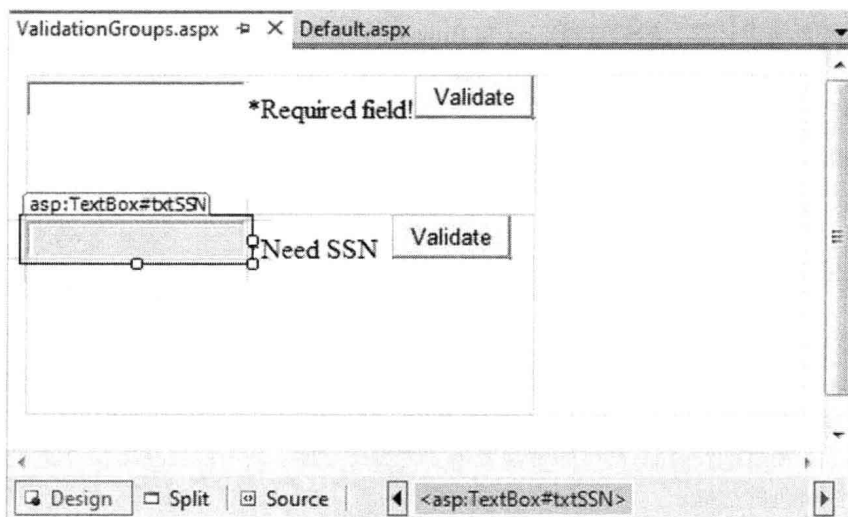 ValidationGroups.aspx Default.aspx
*Required field! Validate
asp:TextBox#txtSSN
*Need SSN Validate
Design Split Source <asp:TextBox#txtSSN>